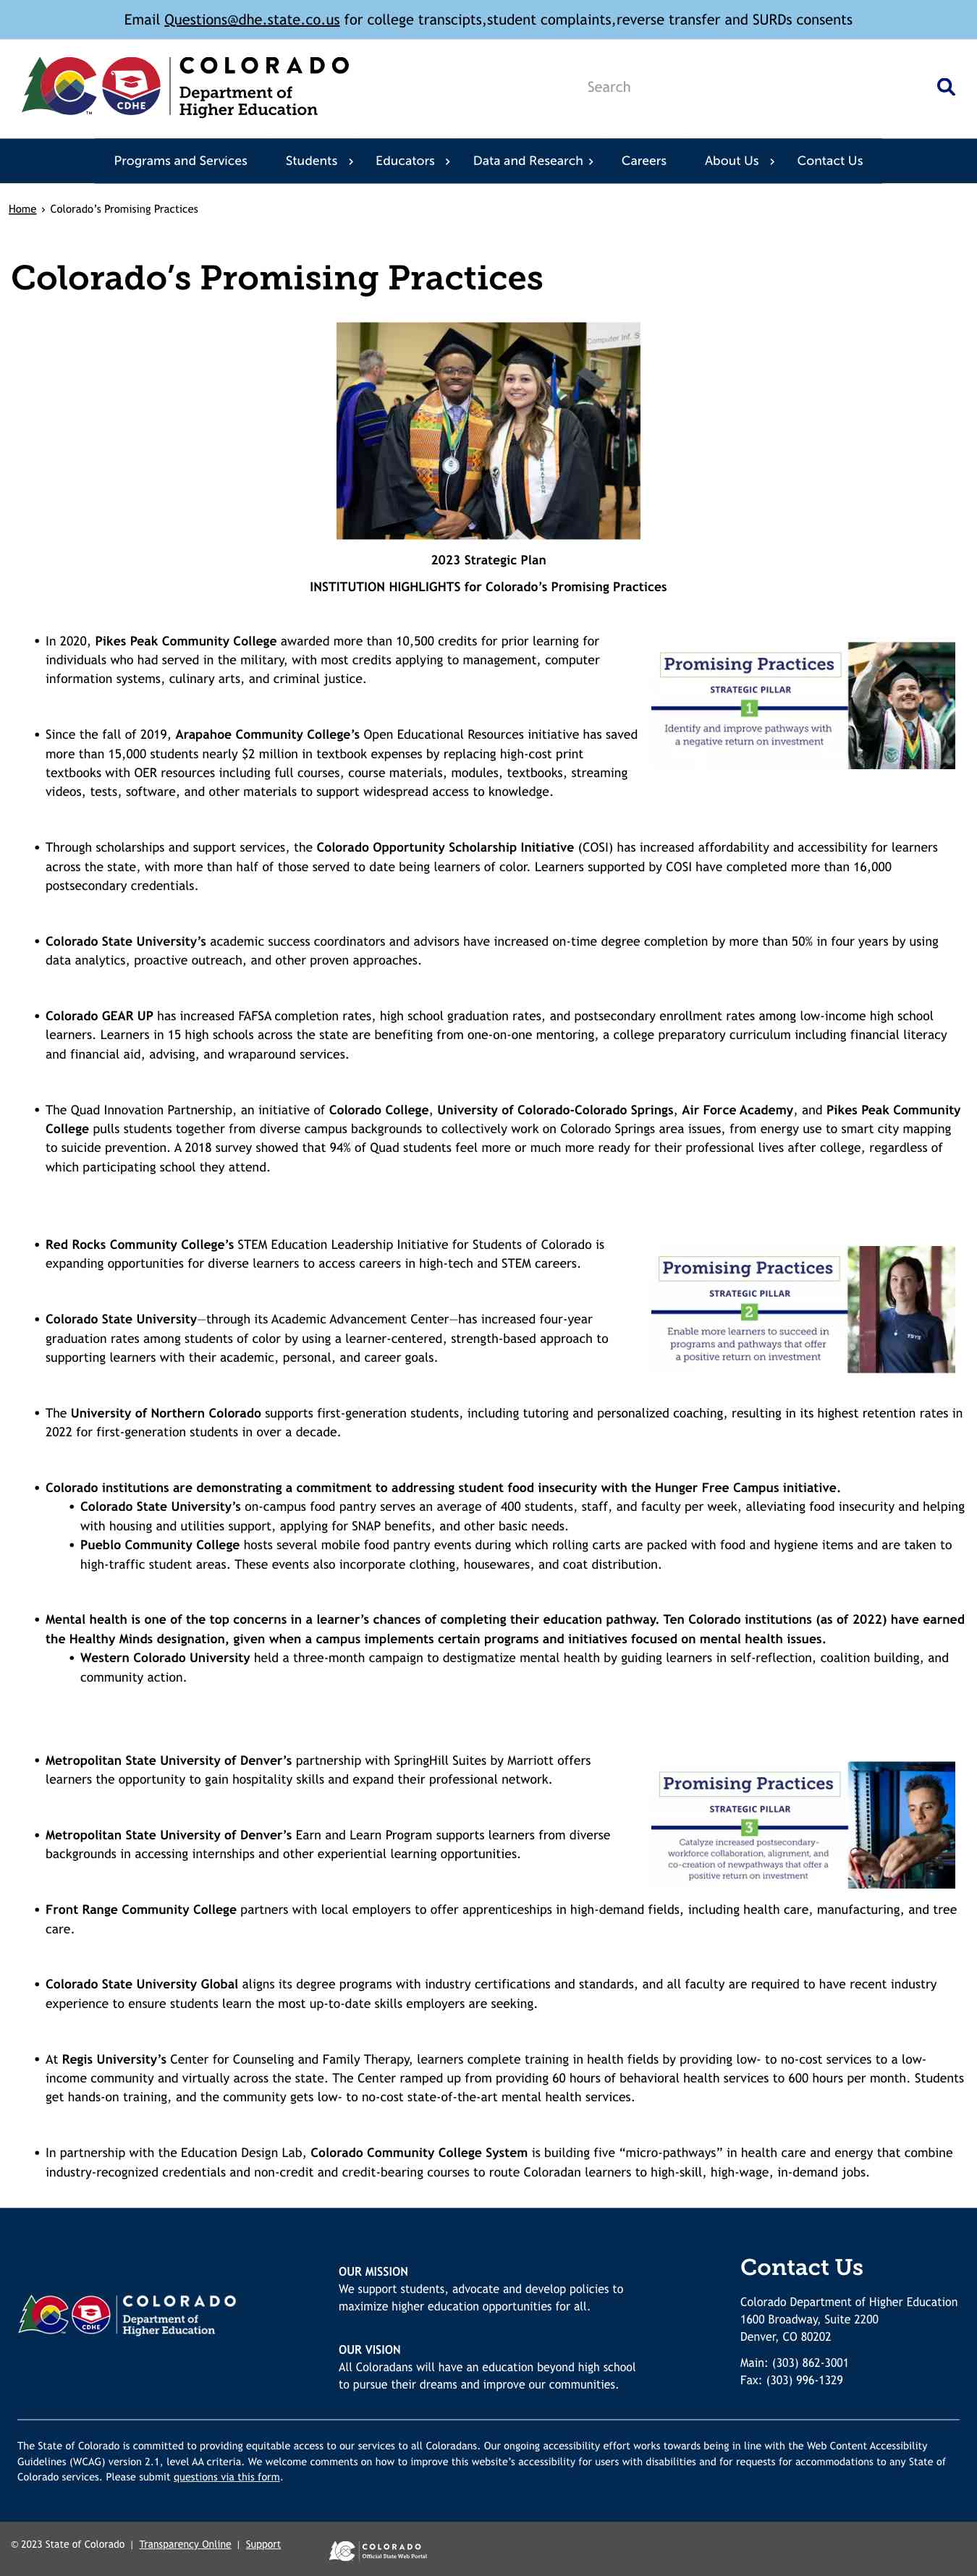 Email Questions@dhe.state.co.us for college transcipts,student complaints,reverse transfer and SURDs consents
COLORADO
Department of
Higher Education
CDHE
TM
Search
Programs and Services
Students
Educators
Data and Research
Careers
About Us
Contact Us
Home › Colorado’s Promising Practices
Colorado’s Promising Practices
Computer Inf. S
2023 Strategic Plan
INSTITUTION HIGHLIGHTS for Colorado’s Promising Practices
• In 2020, Pikes Peak Community College awarded more than 10,500 credits for prior learning for
individuals who had served in the military, with most credits applying to management, computer
information systems, culinary arts, and criminal justice.
Promising Practices
STRATEGIC PILLAR
1
Identify and improve pathways with
a negative return on investment
• Since the fall of 2019, Arapahoe Community College’s Open Educational Resources initiative has saved
more than 15,000 students nearly $2 million in textbook expenses by replacing high-cost print
textbooks with OER resources including full courses, course materials, modules, textbooks, streaming
videos, tests, software, and other materials to support widespread access to knowledge.
• Through scholarships and support services, the Colorado Opportunity Scholarship Initiative (COSI) has increased affordability and accessibility for learners
across the state, with more than half of those served to date being learners of color. Learners supported by COSI have completed more than 16,000
postsecondary credentials.
• Colorado State University’s academic success coordinators and advisors have increased on-time degree completion by more than 50% in four years by using
data analytics, proactive outreach, and other proven approaches.
• Colorado GEAR UP has increased FAFSA completion rates, high school graduation rates, and postsecondary enrollment rates among low-income high school
learners. Learners in 15 high schools across the state are benefiting from one-on-one mentoring, a college preparatory curriculum including financial literacy
and financial aid, advising, and wraparound services.
• The Quad Innovation Partnership, an initiative of Colorado College, University of Colorado-Colorado Springs, Air Force Academy, and Pikes Peak Community
College pulls students together from diverse campus backgrounds to collectively work on Colorado Springs area issues, from energy use to smart city mapping
to suicide prevention. A 2018 survey showed that 94% of Quad students feel more or much more ready for their professional lives after college, regardless of
which participating school they attend.
• Red Rocks Community College’s STEM Education Leadership Initiative for Students of Colorado is
expanding opportunities for diverse learners to access careers in high-tech and STEM careers.
Promising Practices
STRATEGIC PILLAR
2
Enable more learners to succeed in
programs and pathways that offer
a positive return on investment
• Colorado State University—through its Academic Advancement Center—has increased four-year
graduation rates among students of color by using a learner-centered, strength-based approach to
supporting learners with their academic, personal, and career goals.
• The University of Northern Colorado supports first-generation students, including tutoring and personalized coaching, resulting in its highest retention rates in
2022 for first-generation students in over a decade.
• Colorado institutions are demonstrating a commitment to addressing student food insecurity with the Hunger Free Campus initiative.
• Colorado State University’s on-campus food pantry serves an average of 400 students, staff, and faculty per week, alleviating food insecurity and helping
with housing and utilities support, applying for SNAP benefits, and other basic needs.
• Pueblo Community College hosts several mobile food pantry events during which rolling carts are packed with food and hygiene items and are taken to
high-traffic student areas. These events also incorporate clothing, housewares, and coat distribution.
• Mental health is one of the top concerns in a learner’s chances of completing their education pathway. Ten Colorado institutions (as of 2022) have earned
the Healthy Minds designation, given when a campus implements certain programs and initiatives focused on mental health issues.
• Western Colorado University held a three-month campaign to destigmatize mental health by guiding learners in self-reflection, coalition building, and
community action.
• Metropolitan State University of Denver’s partnership with SpringHill Suites by Marriott offers
learners the opportunity to gain hospitality skills and expand their professional network.
Promising Practices
STRATEGIC PILLAR
3
Catalyze increased postsecondary-
workforce collaboration, alignment, and
co-creation of newpathways that offer a
positive return on investment
• Metropolitan State University of Denver’s Earn and Learn Program supports learners from diverse
backgrounds in accessing internships and other experiential learning opportunities.
• Front Range Community College partners with local employers to offer apprenticeships in high-demand fields, including health care, manufacturing, and tree
care.
• Colorado State University Global aligns its degree programs with industry certifications and standards, and all faculty are required to have recent industry
experience to ensure students learn the most up-to-date skills employers are seeking.
• At Regis University’s Center for Counseling and Family Therapy, learners complete training in health fields by providing low- to no-cost services to a low-
income community and virtually across the state. The Center ramped up from providing 60 hours of behavioral health services to 600 hours per month. Students
get hands-on training, and the community gets low- to no-cost state-of-the-art mental health services.
• In partnership with the Education Design Lab, Colorado Community College System is building five “micro-pathways” in health care and energy that combine
industry-recognized credentials and non-credit and credit-bearing courses to route Coloradan learners to high-skill, high-wage, in-demand jobs.
COLORADO
Department of
Higher Education
CDHE
OUR MISSION
We support students, advocate and develop policies to
maximize higher education opportunities for all.
OUR VISION
All Coloradans will have an education beyond high school
to pursue their dreams and improve our communities.
Contact Us
Colorado Department of Higher Education
1600 Broadway, Suite 2200
Denver, CO 80202
Main: (303) 862-3001
Fax: (303) 996-1329
The State of Colorado is committed to providing equitable access to our services to all Coloradans. Our ongoing accessibility effort works towards being in line with the Web Content Accessibility
Guidelines (WCAG) version 2.1, level AA criteria. We welcome comments on how to improve this website’s accessibility for users with disabilities and for requests for accommodations to any State of
Colorado services. Please submit questions via this form.
© 2023 State of Colorado | Transparency Online | Support
COLORADO
Official State Web Portal